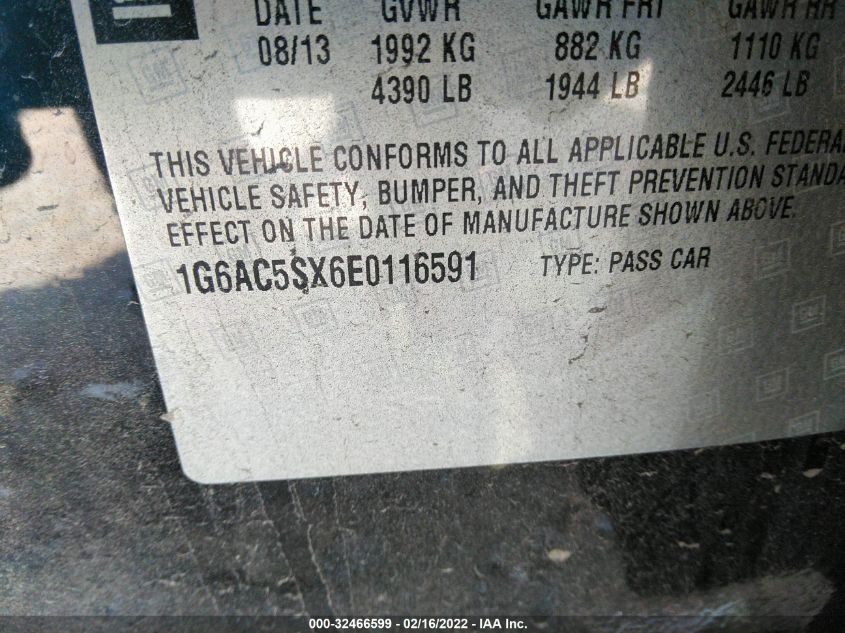 DATE GVWR GAWR FRT GAWR RR
08/13 1992 KG 882 KG 1110 KG
4390 LB 1944 LB 2446 LB
THIS VEHICLE CONFORMS TO ALL APPLICABLE U.S. FEDERA
VEHICLE SAFETY, BUMPER, AND THEFT PREVENTION STANDA
EFFECT ON THE DATE OF MANUFACTURE SHOWN ABOVE.
1G6AC5SX6E0116591 TYPE: PASS CAR
000-32466599 - 02/16/2022 - IAA Inc.